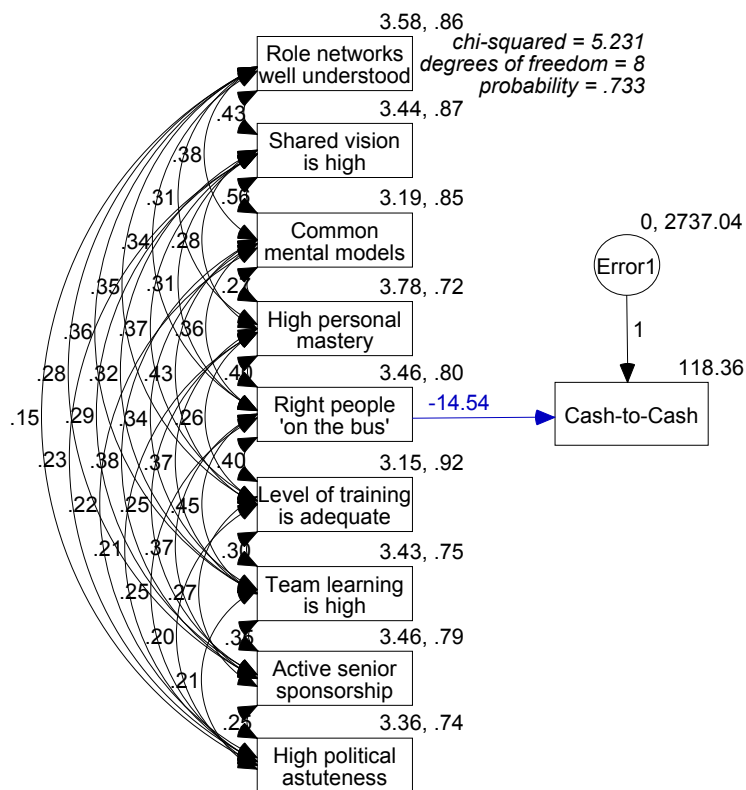 3.58, .86
chi-squared = 5.231
degrees of freedom = 8
probability = .733
Role networks
well understood
3.44, .87
.43
Shared vision
is high
.38
3.19, .85
.31
.56
Common
mental models
0, 2737.04
Error1
.34
.28
.35
.31
3.78, .72
High personal
mastery
.36
.37
.36
1
.28
.32
.43
3.46, .80
118.36
.15
.29
.34
.26
.40
Right people
'on the bus'
-14.54
Cash-to-Cash
.23
.38
.37
.40
3.15, .92
.22
.25
.45
Level of training
is adequate
.21
.37
3.43, .75
.25
.27
Team learning
is high
.20
3.46, .79
.21
Active senior
sponsorship
3.36, .74
High political
astuteness